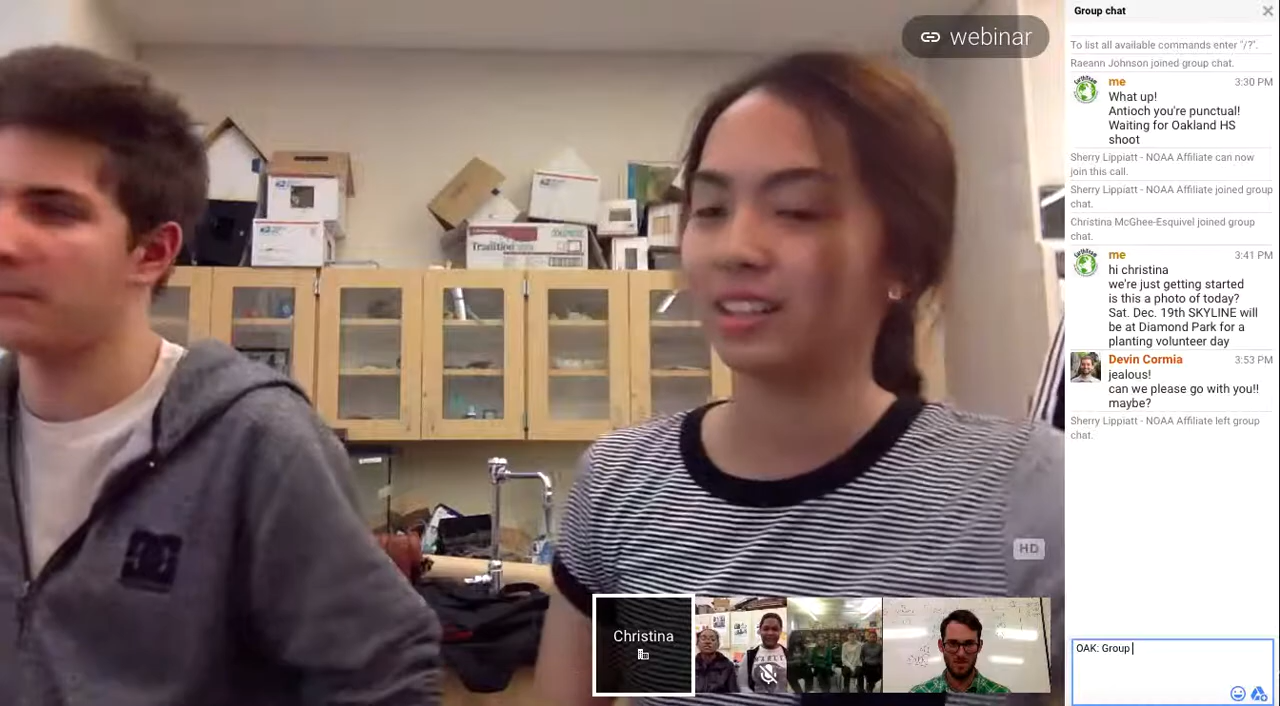 webinar
HD
Tradition
Christina
Group chat
To list all available commands enter "/?".
Raeann Johnson joined group chat.
me 3:30 PM
What up!
Antioch you're punctual!
Waiting for Oakland HS
shoot
Sherry Lippiatt - NOAA Affiliate can now
join this call.
Sherry Lippiatt - NOAA Affiliate joined group
chat.
Christina McGhee-Esquivel joined group
chat.
me 3:41 PM
hi christina
we're just getting started
is this a photo of today?
Sat. Dec. 19th SKYLINE will
be at Diamond Park for a
planting volunteer day
Devin Cormia 3:53 PM
jealous!
can we please go with you!!
maybe?
Sherry Lippiatt - NOAA Affiliate left group
chat.
OAK: Group